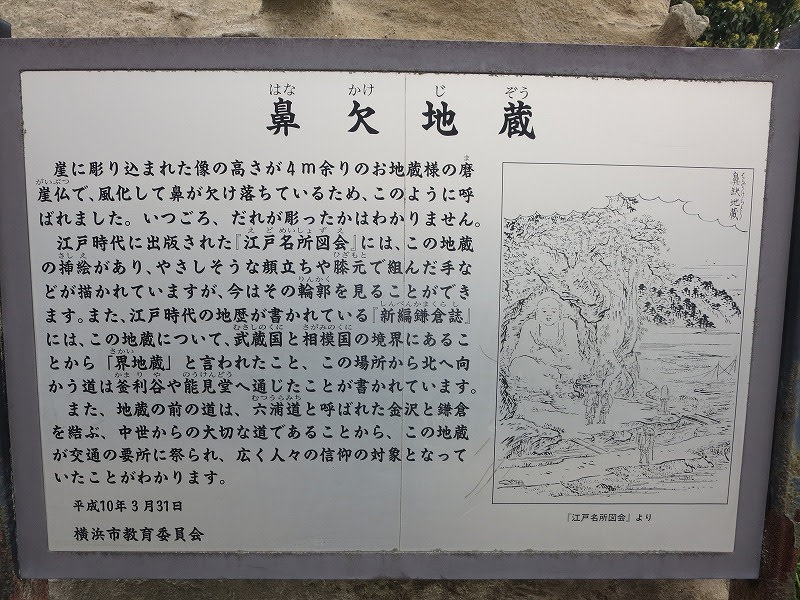 鼻欠地蔵
はな かけ じ ぞう
崖に彫り込まれた像の高さが4m余りのお地蔵様の磨
崖仏で、風化して鼻が欠け落ちているため、このように呼
ばれました。いつごろ、だれが彫ったかはわかりません。
江戸時代に出版された『江戸名所図会』には、この地蔵
の挿絵があり、やさしそうな顔立ちや膝元で組んだ手な
どが描かれていますが、今はその輪郭を見ることができ
ます。また、江戸時代の地歴が書かれている『新編鎌倉誌』
には、この地蔵について、武蔵国と相模国の境界にあるこ
とから「界地蔵」と言われたこと、この場所から北へ向
かう道は釜利谷や能見堂へ通じたことが書かれています。
また、地蔵の前の道は、六浦道と呼ばれた金沢と鎌倉
を結ぶ、中世からの大切な道であることから、この地蔵
が交通の要所に祭られ、広く人々の信仰の対象となって
いたことがわかります。
平成10年3月31日
横浜市教育委員会
鼻欠地蔵
『江戸名所図会』より